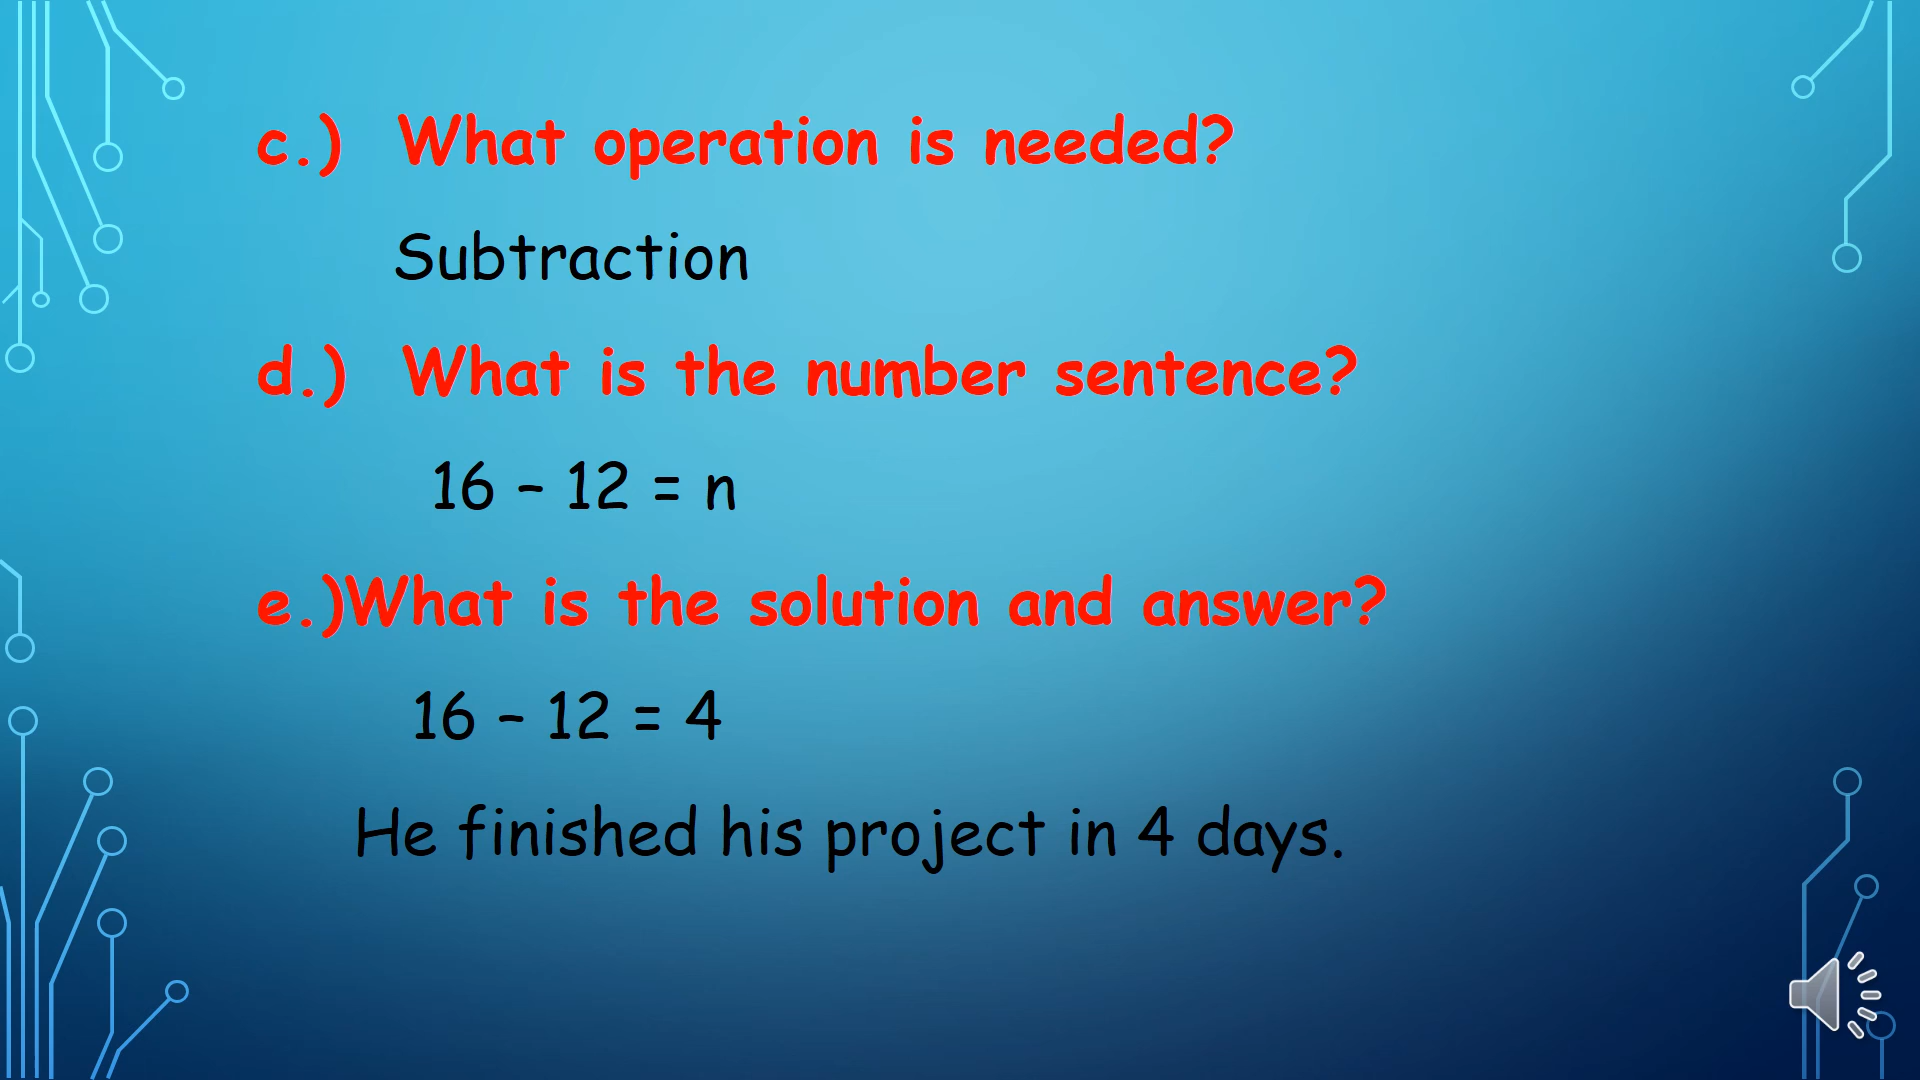 c.) What operation is needed?
Subtraction
d.) What is the number sentence?
16 – 12 = n
e.)What is the solution and answer?
16 – 12 = 4
He finished his project in 4 days.